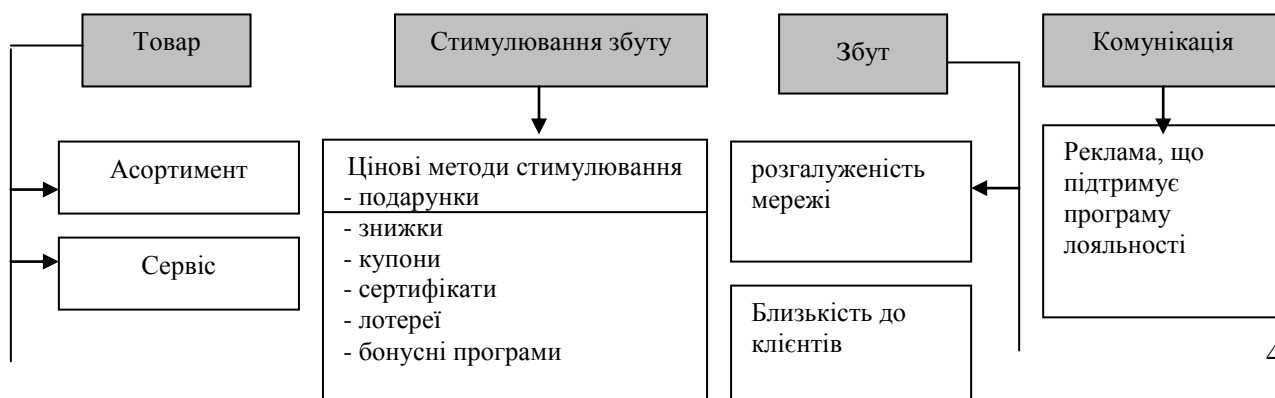 Товар
Стимулювання збуту
Збут
Комунікація
Асортимент
Сервіс
Цінові методи стимулювання
- подарунки
- знижки
- купони
- сертифікати
- лотереї
- бонусні програми
розгалуженість
мережі
Близькість до
клієнтів
Реклама, що
підтримує
програму
лояльності
4